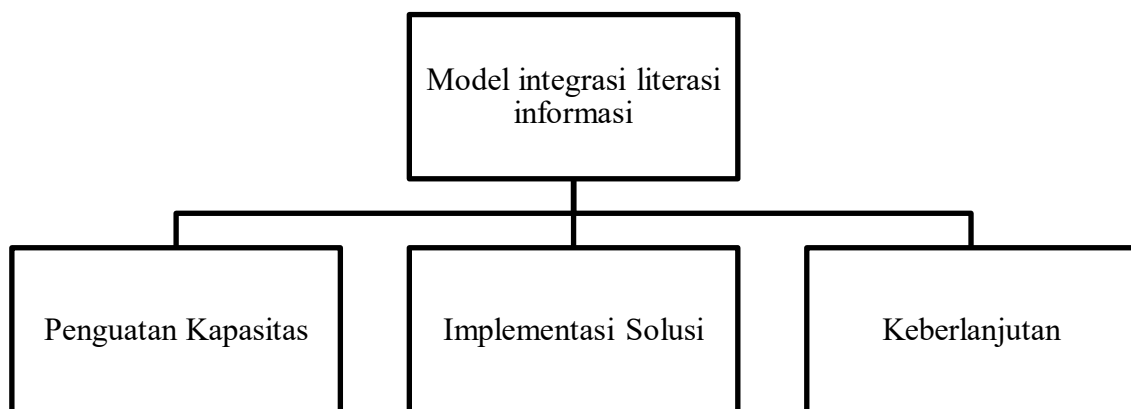 Model integrasi literasi
informasi
Penguatan Kapasitas
Implementasi Solusi
Keberlanjutan